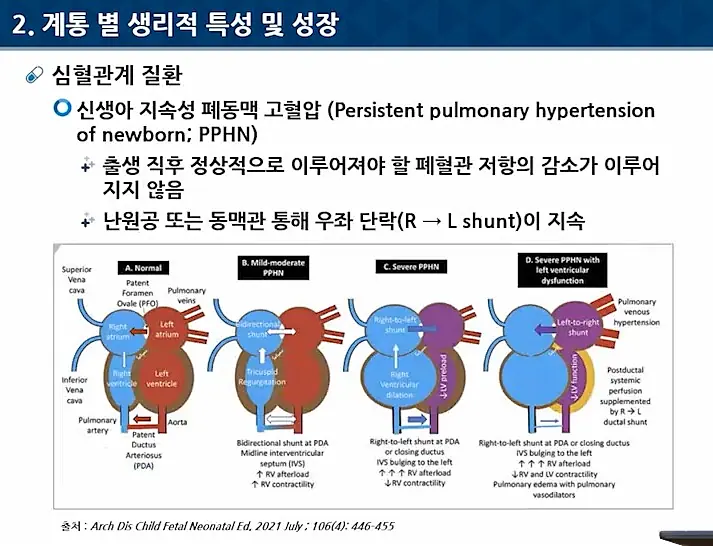 2. 계통 별 생리적 특성 및 성장
심혈관계 질환
신생아 지속성 폐동맥 고혈압 (Persistent pulmonary hypertension
of newborn; PPHN)
출생 직후 정상적으로 이루어져야 할 폐혈관 저항의 감소가 이루어
지지 않음
난원공 또는 동맥관 통해 우좌 단락(R → L shunt)이 지속
A. Normal
Superior
Vena
cava
Patent
Foramen
Ovale (PFO)
Pulmonary
veins
Right
atrium
Left
atrium
Right
ventricle
Left
ventricle
Inferior
Vena
cava
Pulmonary
artery
Aorta
Patent
Ductus
Arteriosus
(PDA)
B. Mild-moderate
PPHN
Bidirectional
shunt
Tricuspid
Regurgitation
Bidirectional shunt at PDA
Midline interventricular
septum (IVS)
↑ RV afterload
↑ RV contractility
C. Severe PPHN
Right-to-left
shunt
Right
Ventricular
dilation
↓LV preload
Right-to-left shunt at PDA
or closing ductus
IVS bulging to the left
↑ ↑ ↑ RV afterload
↓RV contractility
D. Severe PPHN with
left ventricular
dysfunction
Left-to-right
shunt
Pulmonary
venous
hypertension
↓LV function
Postductal
systemic
perfusion
supplemented
by R → L
ductal shunt
Right-to-left shunt at PDA or closing ductus
IVS bulging to the left
↑ ↑ ↑ RV afterload
↓RV and LV contractility
Pulmonary edema with pulmonary
vasodilators
출처 : Arch Dis Child Fetal Neonatal Ed, 2021 July ; 106(4): 446-455